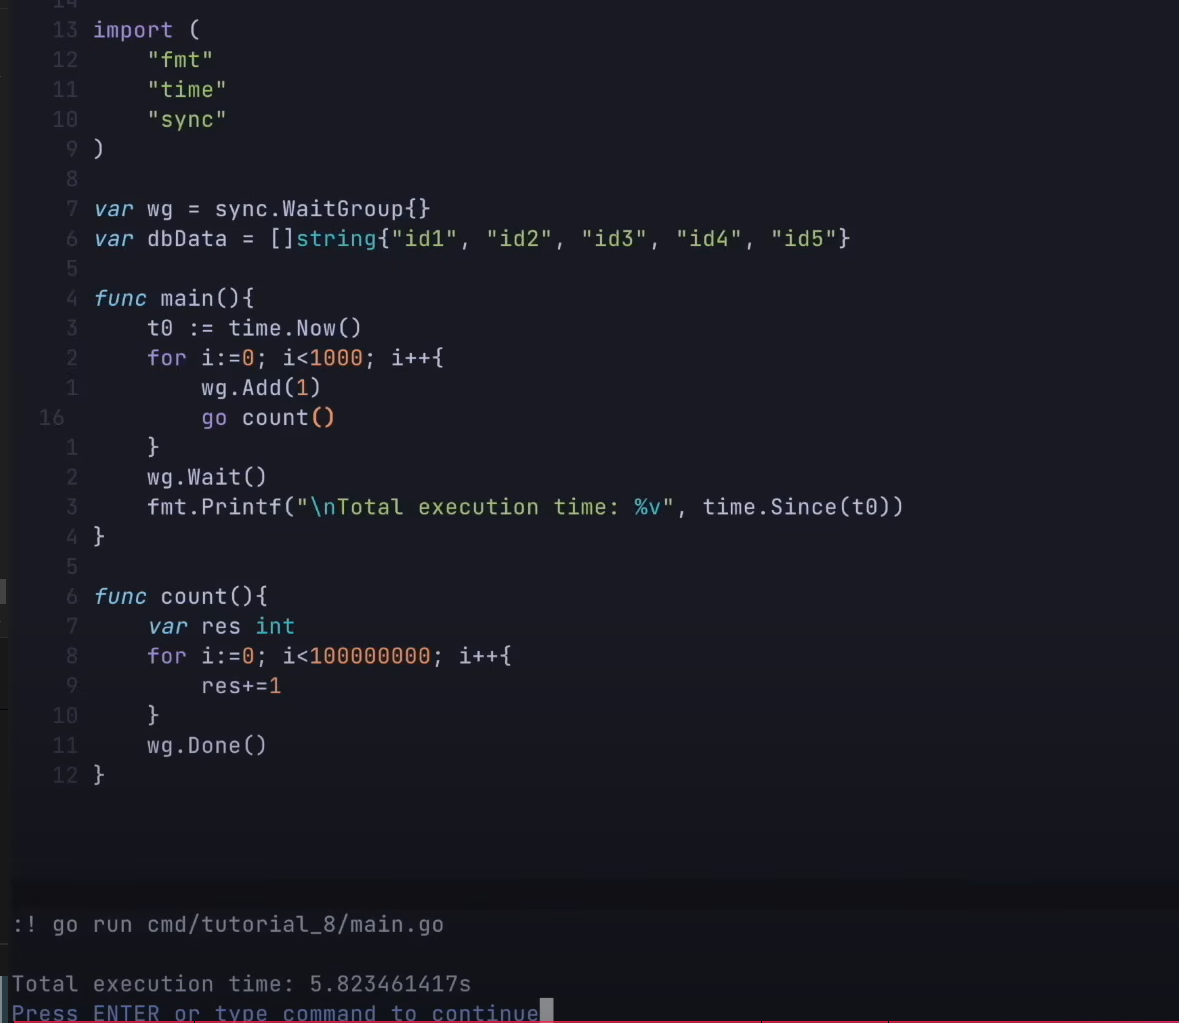 14
13 import (
12 "fmt"
11 "time"
10 "sync"
9 )
8
7 var wg = sync.WaitGroup{}
6 var dbData = []string{"id1", "id2", "id3", "id4", "id5"}
5
4 func main(){
3 t0 := time.Now()
2 for i:=0; i<1000; i++{
1 wg.Add(1)
16 go count()
1 }
2 wg.Wait()
3 fmt.Printf("\nTotal execution time: %v", time.Since(t0))
4 }
5
6 func count(){
7 var res int
8 for i:=0; i<100000000; i++{
9 res+=1
10 }
11 wg.Done()
12 }
:! go run cmd/tutorial_8/main.go
Total execution time: 5.823461417s
Press ENTER or type command to continue